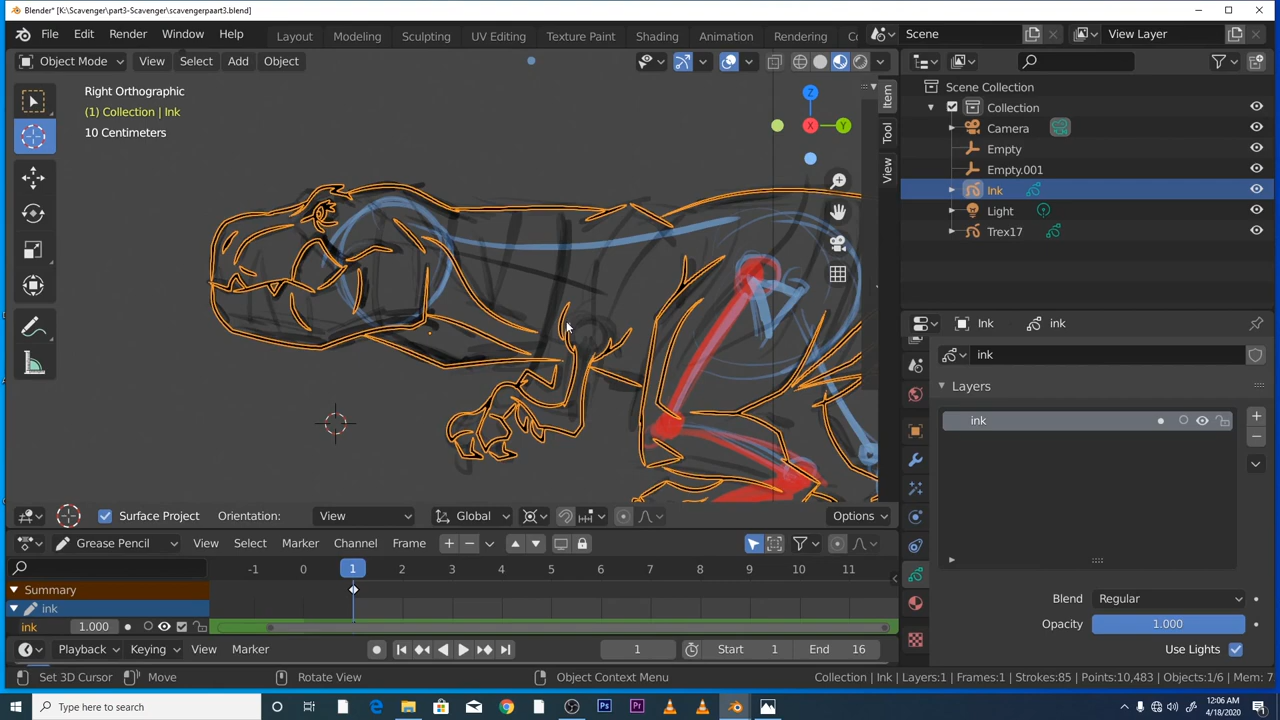 Blender* [K:\Scavenger\part3-Scavenger\scavengerpaart3.blend]
File Edit Render Window Help Layout Modeling Sculpting UV Editing Texture Paint Shading Animation Rendering Scene View Layer
Object Mode View Select Add Object
Right Orthographic
(1) Collection | Ink
10 Centimeters
Z
Y
X
Item
Tool
View
Scene Collection
Collection
Camera
Empty
Empty.001
Ink
Light
Trex17
Ink ink
ink
Layers
ink
Blend Regular
Opacity 1.000
Use Lights
Surface Project Orientation: View Global Options
Grease Pencil View Select Marker Channel Frame
-1 0 1 2 3 4 5 6 7 8 9 10 11
Summary
ink
ink 1.000
Playback Keying View Marker 1 Start 1 End 16
Set 3D Cursor Move Rotate View Object Context Menu Collection | Ink | Layers:1 | Frames:1 | Strokes:85 | Points:10,483 | Objects:1/6 | Mem: 7
Type here to search
Ps
Pr
12:06 AM
4/18/2020